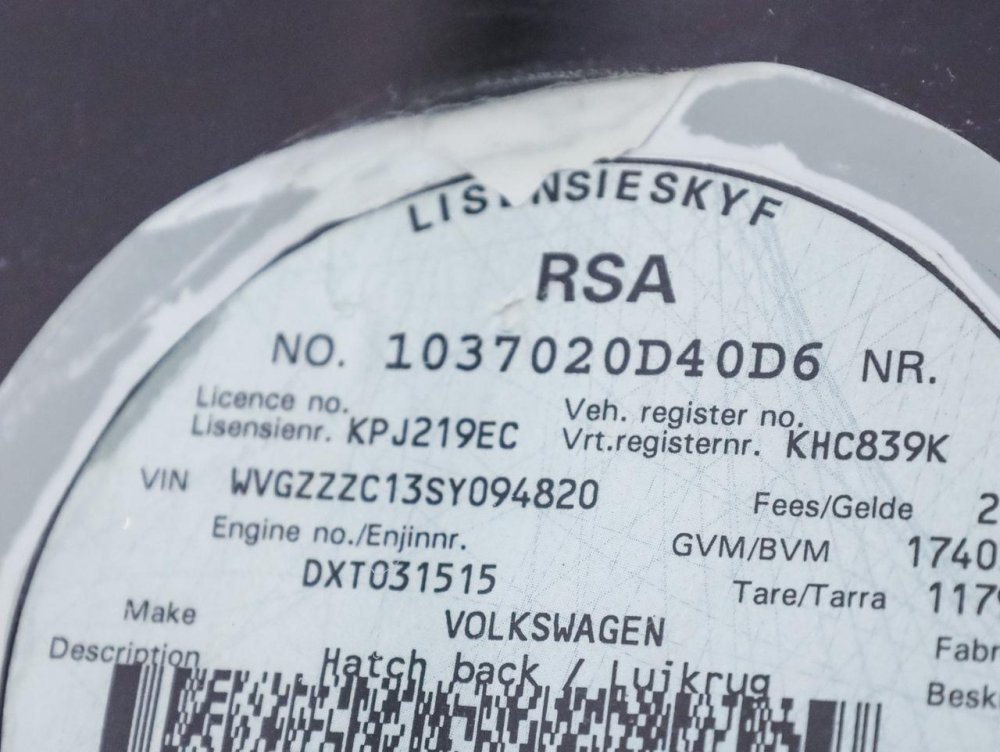 RSA
NO. 1037020D40D6 NR.
Licence no.
Lisensienr. KPJ219EC
Veh. register no.
Vrt.registernr. KHC839K
VIN WVGZZZC13SY094820
Fees/Gelde
Engine no./Enjinnr.
DXT031515
GVM/BVM 1740
Tare/Tarra
Make VOLKSWAGEN
Description Hatch back / Luikrug